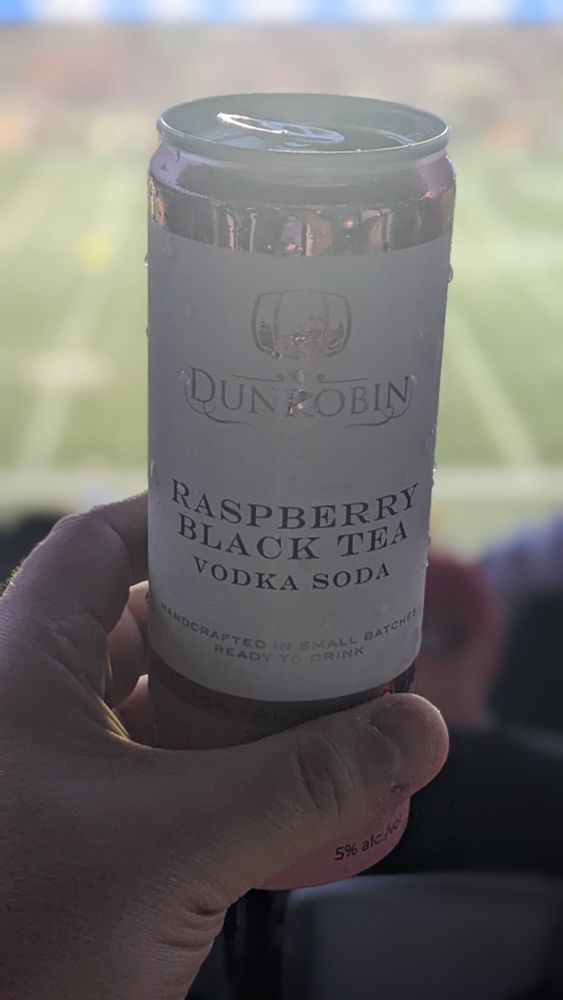 DUNROBIN
RASPBERRY
BLACK TEA
VODKA SODA
HANDCRAFTED IN SMALL BATCHES
READY TO DRINK
5% alc./vol